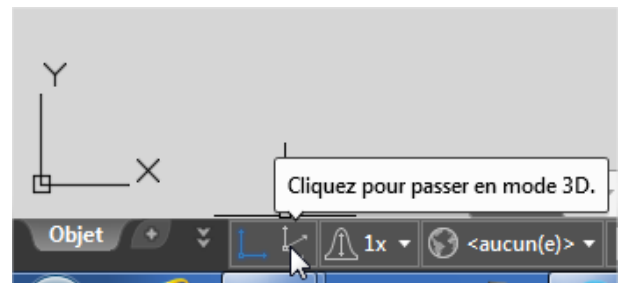 Y
X
Cliquez pour passer en mode 3D.
Objet + 1x <aucun(e)>